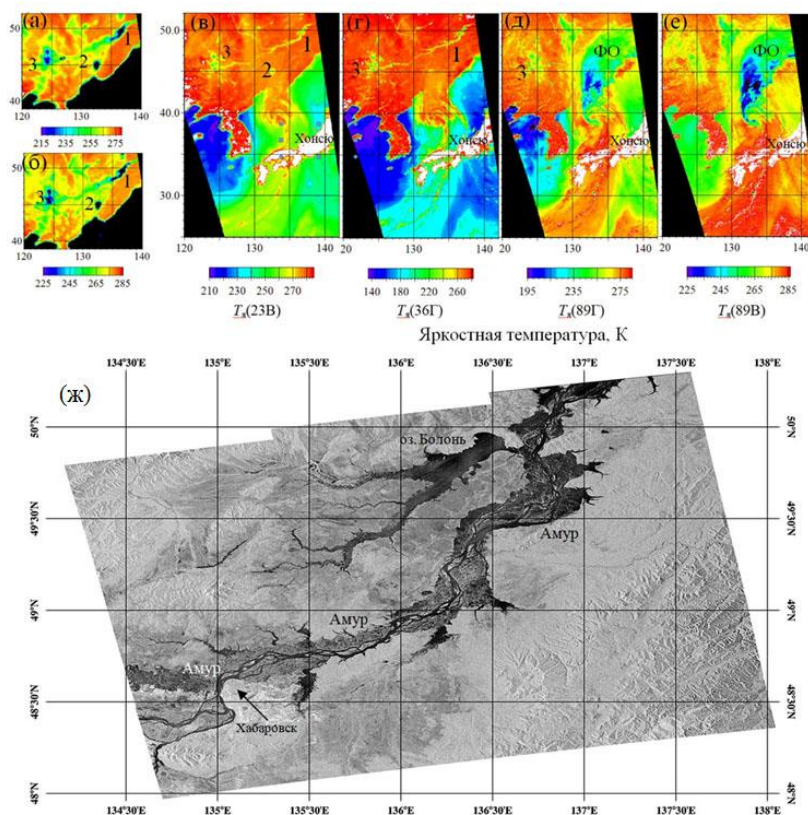 (а)
50
1
2
3
40
120
130
140
215 235 255 275
(б)
50
1
2
3
40
120
130
140
225 245 265 285
(в)
50.0
1
3
2
40.0
Хонсю
30.0
120 130 140
210 230 250 270
Tя(23В)
(г)
1
3
Хонсю
120 130 140
140 180 220 260
Tя(36Г)
(д)
ФО
3
Хонсю
120 130 140
195 235 275
Tя(89Г)
(е)
ФО
Хонсю
120 130 140
225 245 265 285
Tя(89В)
Яркостная температура, К
134°30'E 135°E 135°30'E 136°E 136°30'E 137°E 137°30'E 138°E
(ж)
50°N 50°N
оз. Болонь
49°30'N 49°30'N
Амур
49°N 49°N
Амур
Амур
48°30'N 48°30'N
Хабаровск
48°N 48°N
134°30'E 135°E 135°30'E 136°E 136°30'E 137°E 137°30'E 138°E